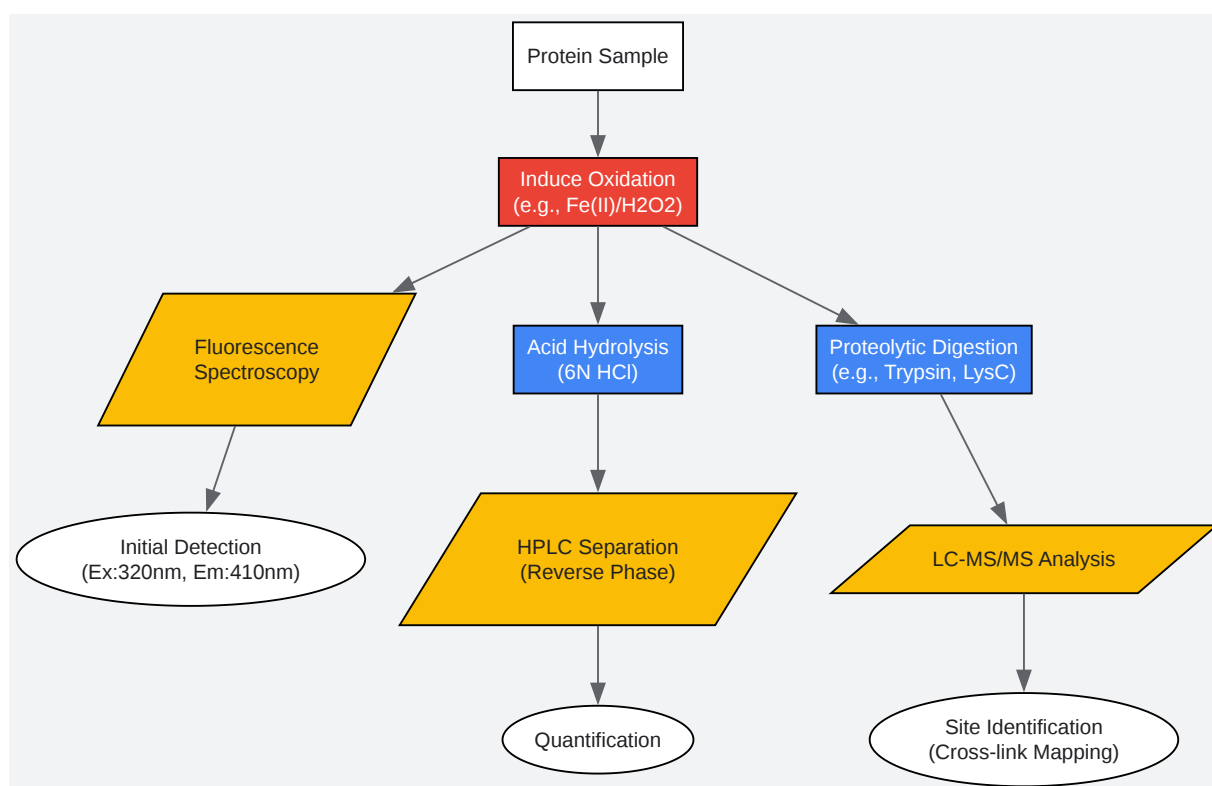 Protein Sample
Induce Oxidation
(e.g., Fe(II)/H2O2)
Fluorescence
Spectroscopy
Acid Hydrolysis
(6N HCl)
Proteolytic Digestion
(e.g., Trypsin, LysC)
Initial Detection
(Ex:320nm, Em:410nm)
HPLC Separation
(Reverse Phase)
LC-MS/MS Analysis
Quantification
Site Identification
(Cross-link Mapping)